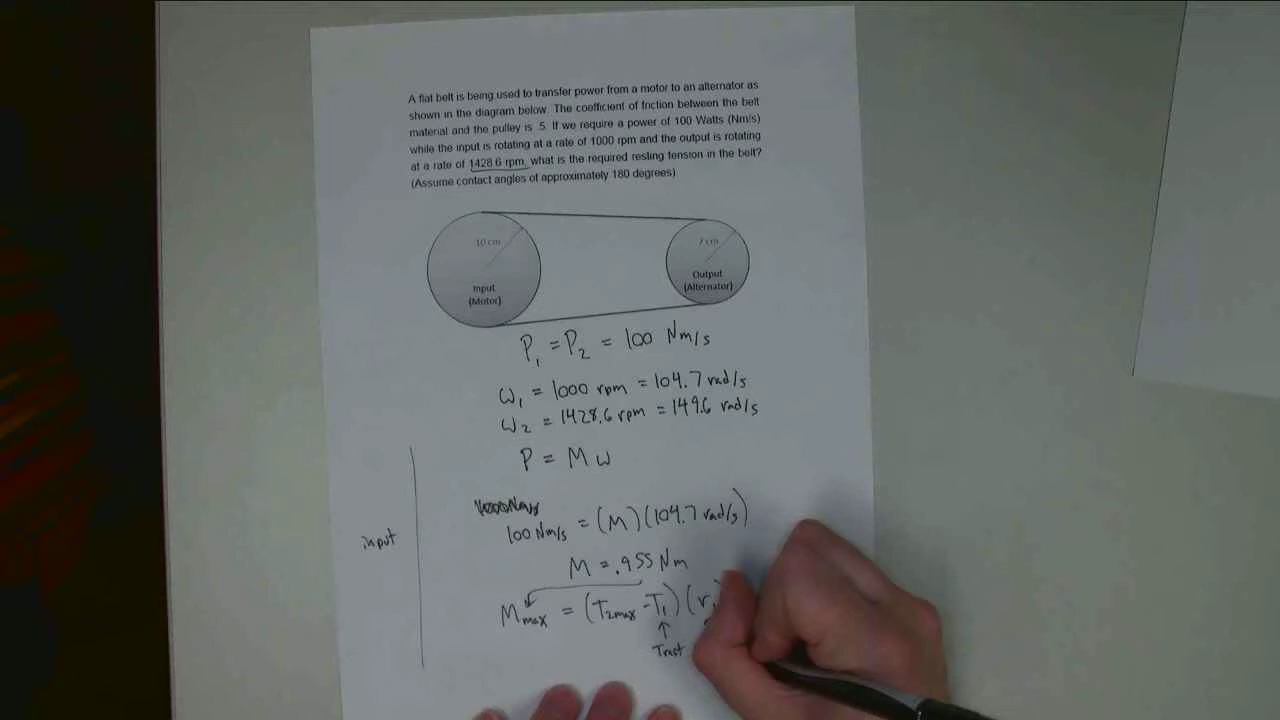 A flat belt is being used to transfer power from a motor to an alternator as
shown in the diagram below. The coefficient of friction between the belt
material and the pulley is .5. If we require a power of 100 Watts (Nm/s)
while the input is rotating at a rate of 1000 rpm and the output is rotating
at a rate of 1428.6 rpm, what is the required resting tension in the belt?
(Assume contact angles of approximately 180 degrees)
10 cm
Input
(Motor)
7 cm
Output
(Alternator)
P₁ = P₂ = 100 Nm/s
ω₁ = 1000 rpm = 104.7 rad/s
ω₂ = 1428.6 rpm = 149.6 rad/s
P = M ω
input
100 Nm/s = (M)(104.7 rad/s)
M = .955 Nm
M max = (T₂max - T₁)(r₁
↑